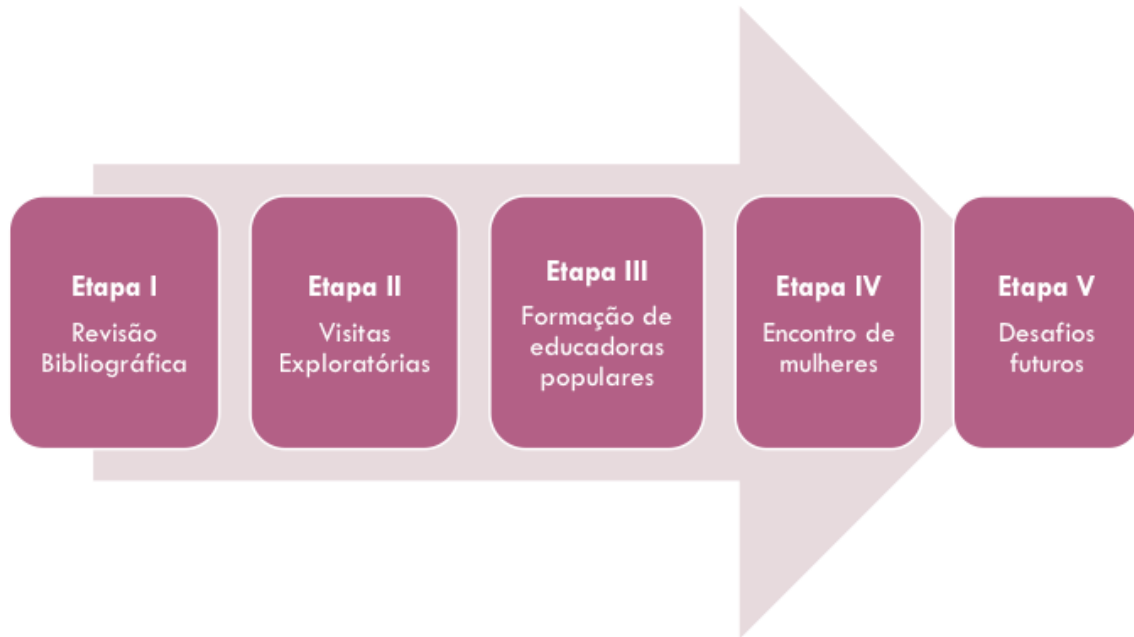 Etapa I
Revisão
Bibliográfica
Etapa II
Visitas
Exploratórias
Etapa III
Formação de
educadoras
populares
Etapa IV
Encontro de
mulheres
Etapa V
Desafios
futuros